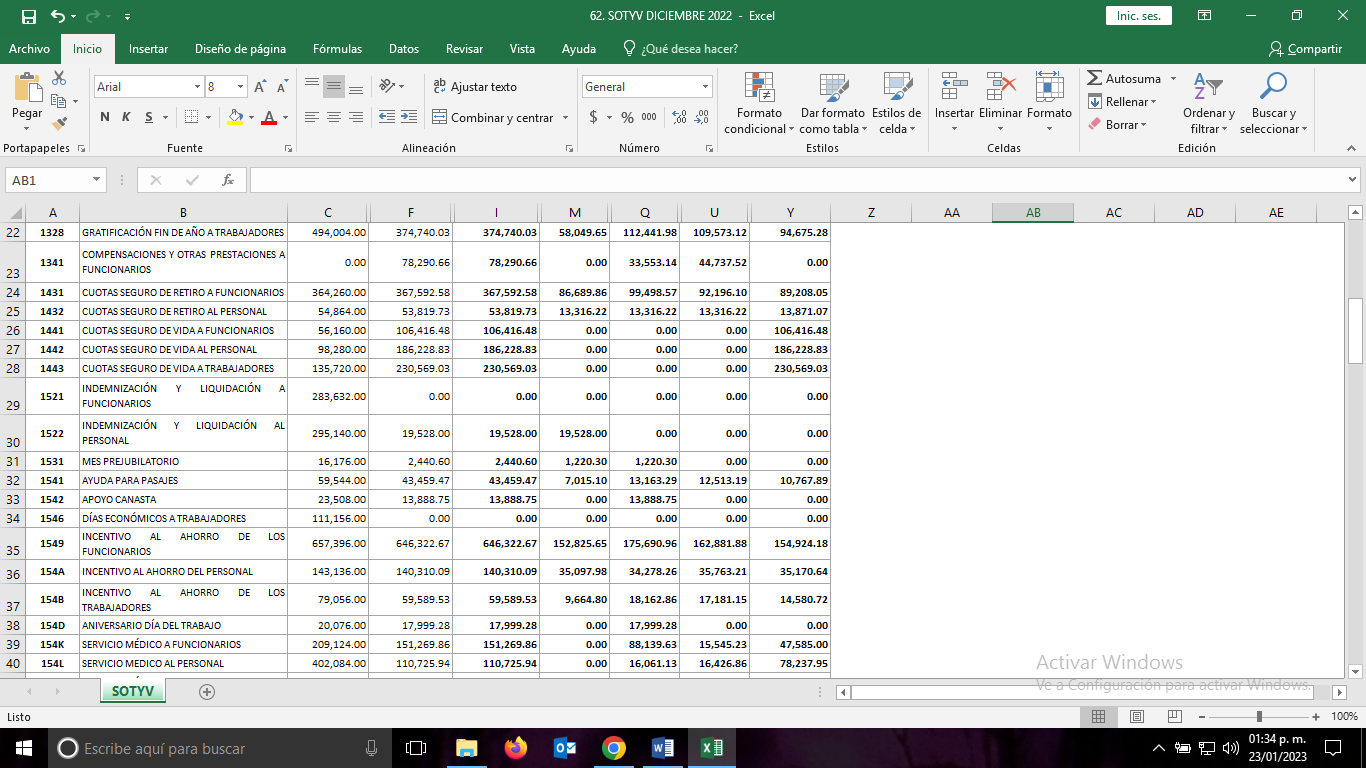 62. SOTYV DICIEMBRE 2022 - Excel
Inic. ses.
Archivo Inicio Insertar Diseño de página Fórmulas Datos Revisar Vista Ayuda ¿Qué desea hacer? Compartir
Pegar
Arial 8
N K S
Ajustar texto
Combinar y centrar
General
$ % 000
Formato condicional
Dar formato como tabla
Estilos de celda
Insertar Eliminar Formato
Autosuma
Rellenar
Borrar
Ordenar y filtrar
Buscar y seleccionar
Portapapeles Fuente Alineación Número Estilos Celdas Edición
AB1 fx
A B C F I M Q U Y Z AA AB AC AD AE
22 1328 GRATIFICACIÓN FIN DE AÑO A TRABAJADORES 494,004.00 374,740.03 374,740.03 58,049.65 112,441.98 109,573.12 94,675.28
23 1341 COMPENSACIONES Y OTRAS PRESTACIONES A FUNCIONARIOS 0.00 78,290.66 78,290.66 0.00 33,553.14 44,737.52 0.00
24 1431 CUOTAS SEGURO DE RETIRO A FUNCIONARIOS 364,260.00 367,592.58 367,592.58 86,689.86 99,498.57 92,196.10 89,208.05
25 1432 CUOTAS SEGURO DE RETIRO AL PERSONAL 54,864.00 53,819.73 53,819.73 13,316.22 13,316.22 13,316.22 13,871.07
26 1441 CUOTAS SEGURO DE VIDA A FUNCIONARIOS 56,160.00 106,416.48 106,416.48 0.00 0.00 0.00 106,416.48
27 1442 CUOTAS SEGURO DE VIDA AL PERSONAL 98,280.00 186,228.83 186,228.83 0.00 0.00 0.00 186,228.83
28 1443 CUOTAS SEGURO DE VIDA A TRABAJADORES 135,720.00 230,569.03 230,569.03 0.00 0.00 0.00 230,569.03
29 1521 INDEMNIZACIÓN Y LIQUIDACIÓN A FUNCIONARIOS 283,632.00 0.00 0.00 0.00 0.00 0.00 0.00
30 1522 INDEMNIZACIÓN Y LIQUIDACIÓN AL PERSONAL 295,140.00 19,528.00 19,528.00 19,528.00 0.00 0.00 0.00
31 1531 MES PREJUBILATORIO 16,176.00 2,440.60 2,440.60 1,220.30 1,220.30 0.00 0.00
32 1541 AYUDA PARA PASAJES 59,544.00 43,459.47 43,459.47 7,015.10 13,163.29 12,513.19 10,767.89
33 1542 APOYO CANASTA 23,508.00 13,888.75 13,888.75 0.00 13,888.75 0.00 0.00
34 1546 DÍAS ECONÓMICOS A TRABAJADORES 111,156.00 0.00 0.00 0.00 0.00 0.00 0.00
35 1549 INCENTIVO AL AHORRO DE LOS FUNCIONARIOS 657,396.00 646,322.67 646,322.67 152,825.65 175,690.96 162,881.88 154,924.18
36 154A INCENTIVO AL AHORRO DEL PERSONAL 143,136.00 140,310.09 140,310.09 35,097.98 34,278.26 35,763.21 35,170.64
37 154B INCENTIVO AL AHORRO DE LOS TRABAJADORES 79,056.00 59,589.53 59,589.53 9,664.80 18,162.86 17,181.15 14,580.72
38 154D ANIVERSARIO DÍA DEL TRABAJO 20,076.00 17,999.28 17,999.28 0.00 17,999.28 0.00 0.00
39 154K SERVICIO MÉDICO A FUNCIONARIOS 209,124.00 151,269.86 151,269.86 0.00 88,139.63 15,545.23 47,585.00
40 154L SERVICIO MEDICO AL PERSONAL 402,084.00 110,725.94 110,725.94 0.00 16,061.13 16,426.86 78,237.95
Activar Windows
Ve a Configuración para activar Windows.
SOTYV
Listo 100%
Escribe aquí para buscar
01:34 p. m.
23/01/2023